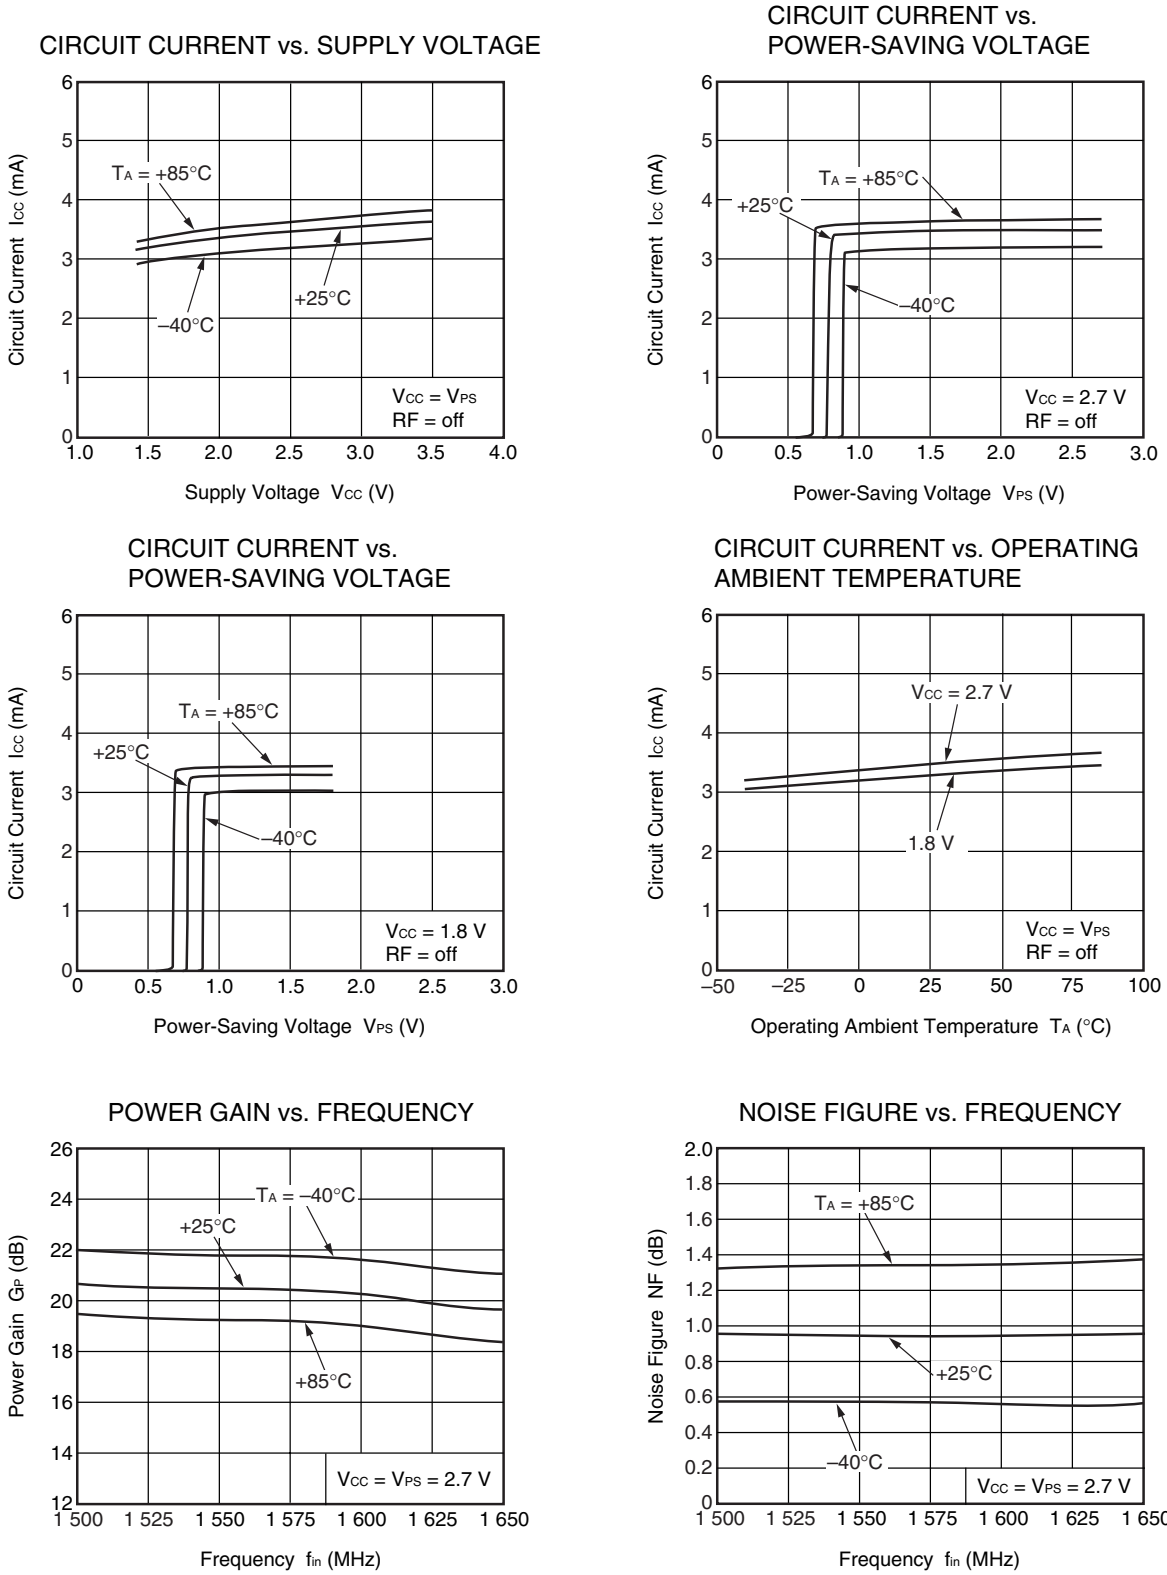 CIRCUIT CURRENT vs. SUPPLY VOLTAGE
6
5
4
3
2
1
0
Circuit Current Icc (mA)
TA = +85°C
+25°C
–40°C
VCC = VPS
RF = off
1.0 1.5 2.0 2.5 3.0 3.5 4.0
Supply Voltage VCC (V)
CIRCUIT CURRENT vs.
POWER-SAVING VOLTAGE
6
5
4
3
2
1
0
Circuit Current Icc (mA)
TA = +85°C
+25°C
–40°C
VCC = 2.7 V
RF = off
0 0.5 1.0 1.5 2.0 2.5 3.0
Power-Saving Voltage VPS (V)
CIRCUIT CURRENT vs.
POWER-SAVING VOLTAGE
6
5
4
3
2
1
0
Circuit Current Icc (mA)
TA = +85°C
+25°C
–40°C
VCC = 1.8 V
RF = off
0 0.5 1.0 1.5 2.0 2.5 3.0
Power-Saving Voltage VPS (V)
CIRCUIT CURRENT vs. OPERATING
AMBIENT TEMPERATURE
6
5
4
3
2
1
0
Circuit Current Icc (mA)
VCC = 2.7 V
1.8 V
VCC = VPS
RF = off
–50 –25 0 25 50 75 100
Operating Ambient Temperature TA (°C)
POWER GAIN vs. FREQUENCY
26
24
22
20
18
16
14
12
Power Gain GP (dB)
TA = –40°C
+25°C
+85°C
VCC = VPS = 2.7 V
1 500 1 525 1 550 1 575 1 600 1 625 1 650
Frequency fin (MHz)
NOISE FIGURE vs. FREQUENCY
2.0
1.8
1.6
1.4
1.2
1.0
0.8
0.6
0.4
0.2
0
Noise Figure NF (dB)
TA = +85°C
+25°C
–40°C
VCC = VPS = 2.7 V
1 500 1 525 1 550 1 575 1 600 1 625 1 650
Frequency fin (MHz)